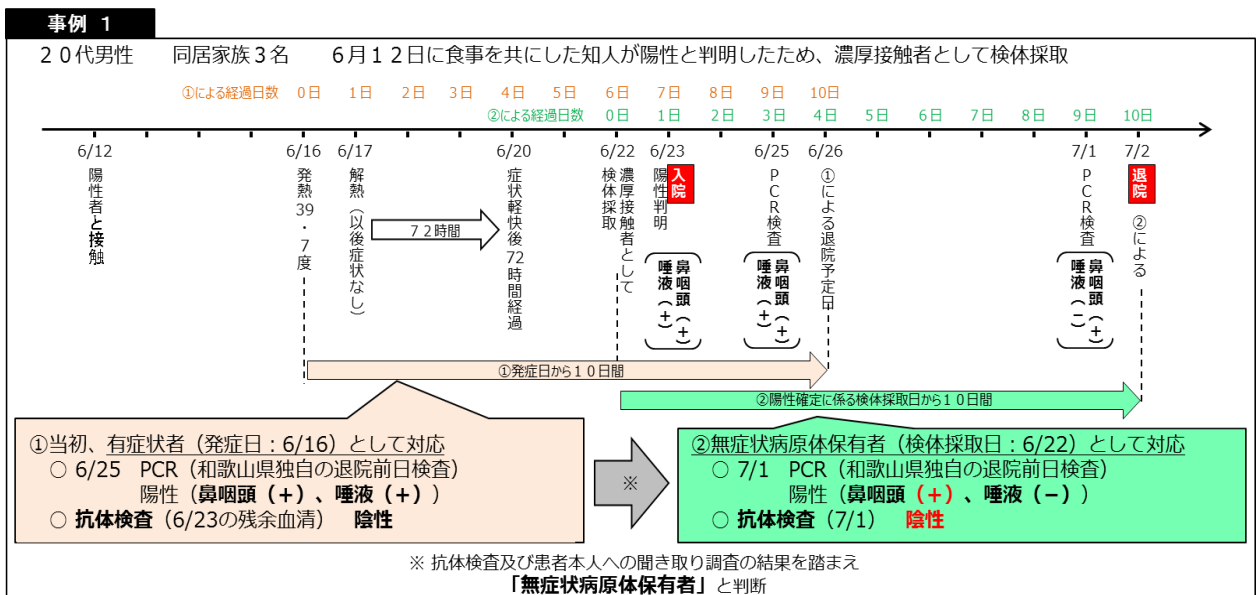 事例 1
20代男性　同居家族3名　6月12日に食事を共にした知人が陽性と判明したため、濃厚接触者として検体採取
①による経過日数 0日 1日 2日 3日 4日 5日 6日 7日 8日 9日 10日
②による経過日数 0日 1日 2日 3日 4日 5日 6日 7日 8日 9日 10日
6/12 6/16 6/17 6/20 6/22 6/23 6/25 6/26 7/1 7/2
陽性者と接触
発熱39・7度
解熱（以後症状なし）
72時間
症状軽快後72時間経過
濃厚接触者として
検体採取
陽性判明
入院
鼻咽頭（＋）
唾液（＋）
PCR検査
鼻咽頭（＋）
唾液（＋）
①による退院予定日
PCR検査
鼻咽頭（＋）
唾液（－）
退院
②による
①発症日から10日間
②陽性確定に係る検体採取日から10日間
①当初、有症状者（発症日：6/16）として対応
○ 6/25　PCR（和歌山県独自の退院前日検査）
陽性（鼻咽頭（＋）、唾液（＋））
○ 抗体検査（6/23の残余血清）　陰性
※
②無症状病原体保有者（検体採取日：6/22）として対応
○ 7/1　PCR（和歌山県独自の退院前日検査）
陽性（鼻咽頭（＋）、唾液（－））
○ 抗体検査（7/1）　陰性
※ 抗体検査及び患者本人への聞き取り調査の結果を踏まえ
「無症状病原体保有者」と判断